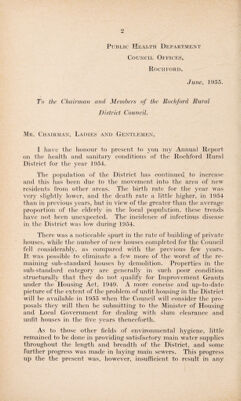 2
Public Health Department
Council Offices,
Rochford.
June, 1955.
To the Chairman and Members of the Rochford Rural
District Council.
Mr. Chairman, Ladies and Gentlemen,
I have the honour to present to you my Annual Report
on the health and sanitary conditions of the Rochford Rural
District for the year 1954.
The population of the District has continued to increase
and this has been due to the movement into the area of new
residents from other areas. The birth rate for the year was
very slightly lower, and the death rate a little higher, in 1954
than in previous years, but in view of the greater than the average
proportion of the elderly in the local population, these trends
have not been unexpected. The incidence of infectious disease
in the District was low during 1954.
There was a noticeable spurt in the rate of building of private
houses, while the number of new houses completed for the Council
fell considerably, as compared with the previous few years.
It was possible to eliminate a few more of the worst of the re-
maining sub-standard houses by demolition. Properties in the
sub-standard category are generally in such poor condition
structurally that they do not qualify for Improvement Grants
under the Housing Act, 1949. A more concise and up-to-date
picture of the extent of the problem of unfit housing in the District
will be available in 1955 when the Council will consider the pro-
posals they will then be submitting to the Minister of Housing
and Local Government for dealing with slum clearance and
unfit houses in the five years thenceforth.
As to those other fields of environmental hygiene, little
remained to be done in providing satisfactory main water supplies
throughout the length and breadth of the District, and some
further progress was made in laying main sewers. This progress
up the the present was, however, insufficient to result in any